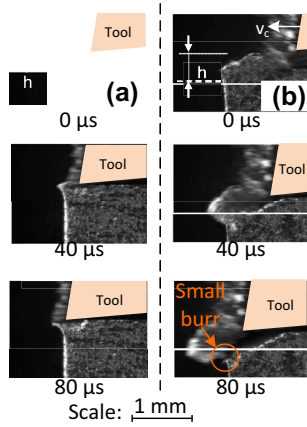 Tool
h
(a)
0 µs
Tool
40 µs
Tool
80 µs
v_c
Tool
h
(b)
0 µs
Tool
40 µs
Small
burr
Tool
80 µs
Scale: 1 mm